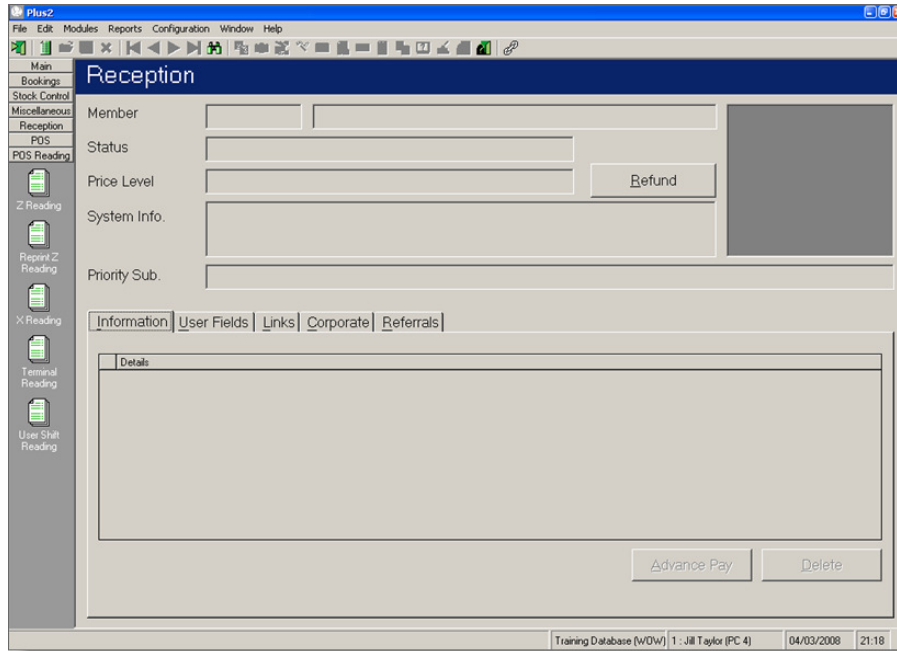 Plus2
File Edit Modules Reports Configuration Window Help
Main
Bookings
Stock Control
Miscellaneous
Reception
POS
POS Reading
Z Reading
Reprint Z
Reading
X Reading
Terminal
Reading
User Shift
Reading
Reception
Member
Status
Price Level
Refund
System Info.
Priority Sub.
Information User Fields Links Corporate Referrals
Details
Advance Pay Delete
Training Database (WOW) 1 : Jill Taylor (PC 4) 04/03/2008 21:18